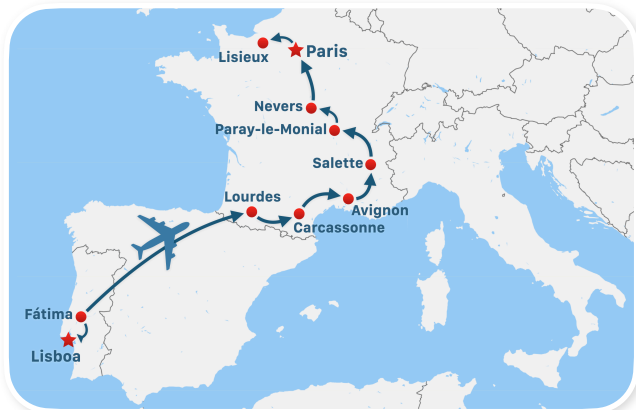 Lisieux
Paris
Nevers
Paray-le-Monial
Salette
Lourdes
Avignon
Carcassonne
Fátima
Lisboa